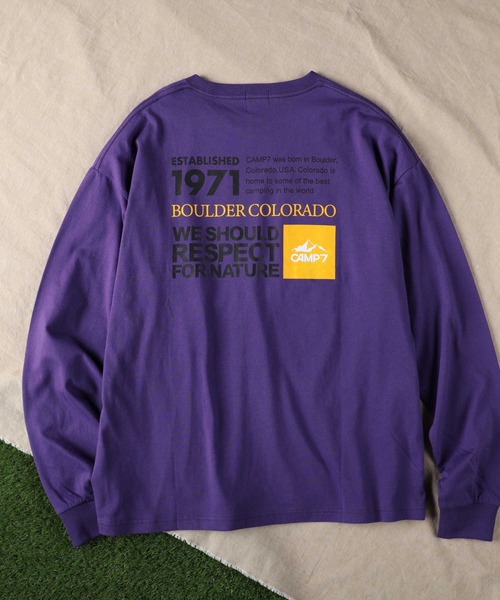 ESTABLISHED
1971
CAMP7 was born in Boulder,
Colorado,USA. Colorado is
home to some of the best
camping in the world
BOULDER COLORADO
WE SHOULD
RESPECT
FOR NATURE
CAMP7